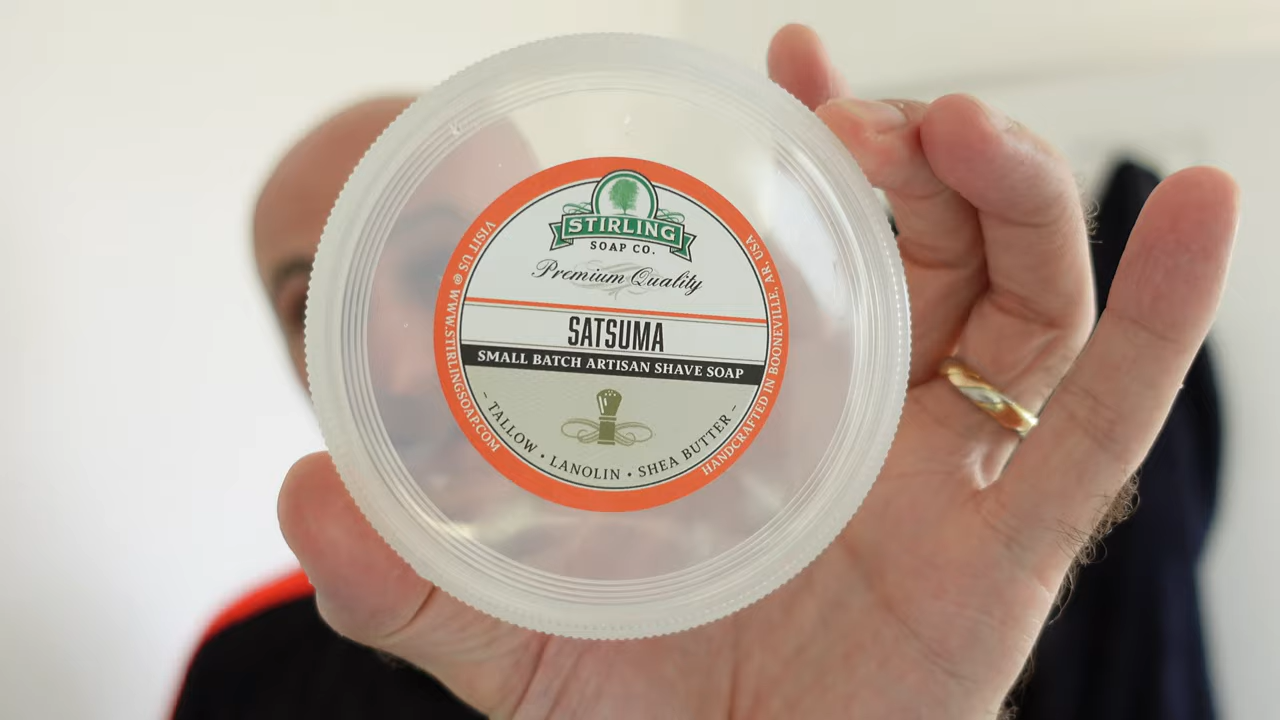 STIRLING
SOAP CO.
Premium Quality
SATSUMA
SMALL BATCH ARTISAN SHAVE SOAP
– TALLOW • LANOLIN • SHEA BUTTER –
VISIT US @ WWW.STIRLINGSOAP.COM
HANDCRAFTED IN BOONEVILLE, AR, USA